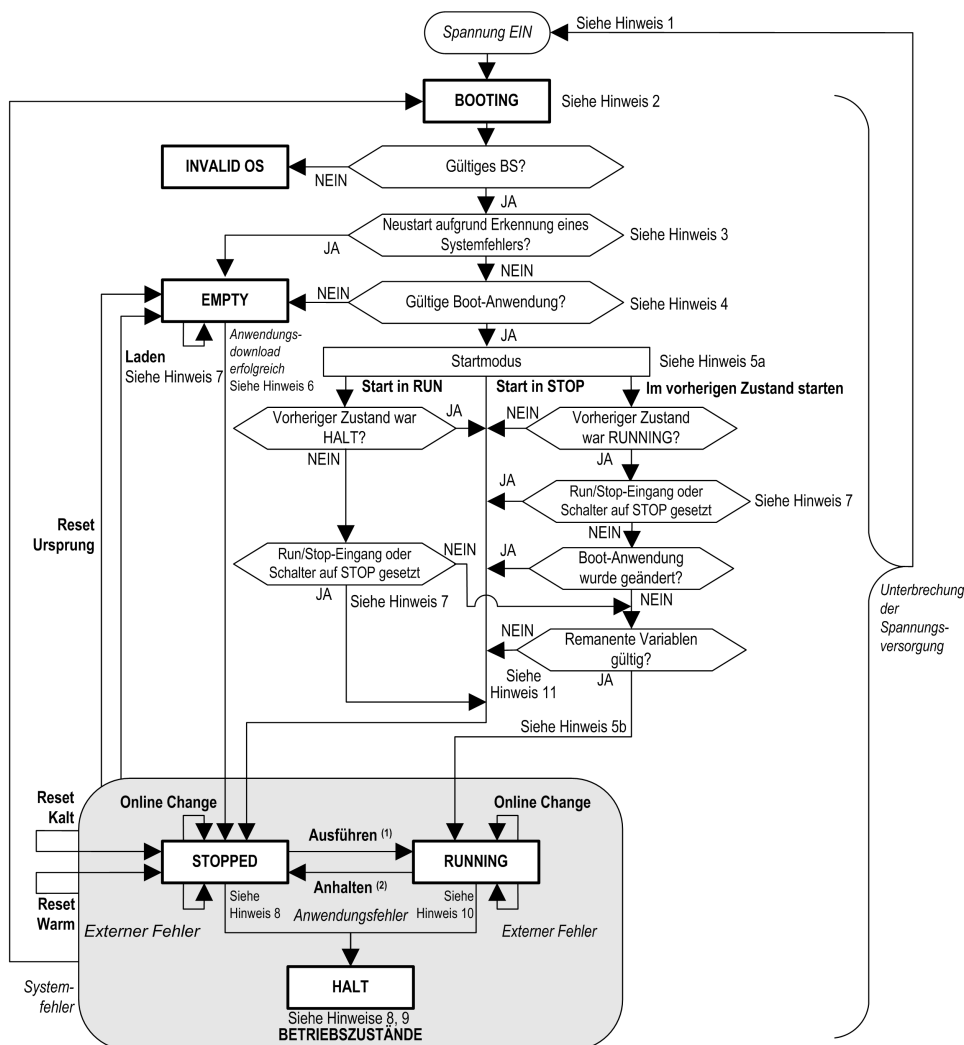 Spannung EIN
Siehe Hinweis 1
BOOTING
Siehe Hinweis 2
INVALID OS
NEIN
Gültiges BS?
JA
Neustart aufgrund Erkennung eines
Systemfehlers?
Siehe Hinweis 3
JA
NEIN
EMPTY
NEIN
Gültige Boot-Anwendung?
Siehe Hinweis 4
JA
Laden
Siehe Hinweis 7
Anwendungs-
download
erfolgreich
Siehe Hinweis 6
Startmodus
Siehe Hinweis 5a
Start in RUN
Start in STOP
Im vorherigen Zustand starten
Vorheriger Zustand war
HALT?
JA
NEIN
NEIN
Vorheriger Zustand
war RUNNING?
JA
JA
Run/Stop-Eingang oder
Schalter auf STOP gesetzt
Siehe Hinweis 7
NEIN
Reset
Ursprung
Run/Stop-Eingang oder
Schalter auf STOP gesetzt
NEIN
JA
Siehe Hinweis 7
JA
Boot-Anwendung
wurde geändert?
NEIN
Unterbrechung
der
Spannungs-
versorgung
NEIN
Remanente Variablen
gültig?
JA
Siehe
Hinweis 11
Siehe Hinweis 5b
Reset
Kalt
Online Change
Online Change
Ausführen (1)
STOPPED
RUNNING
Anhalten (2)
Reset
Warm
Siehe
Hinweis 8
Anwendungsfehler
Siehe
Hinweis 10
Externer Fehler
Externer Fehler
HALT
System-
fehler
Siehe Hinweise 8, 9
BETRIEBSZUSTÄNDE